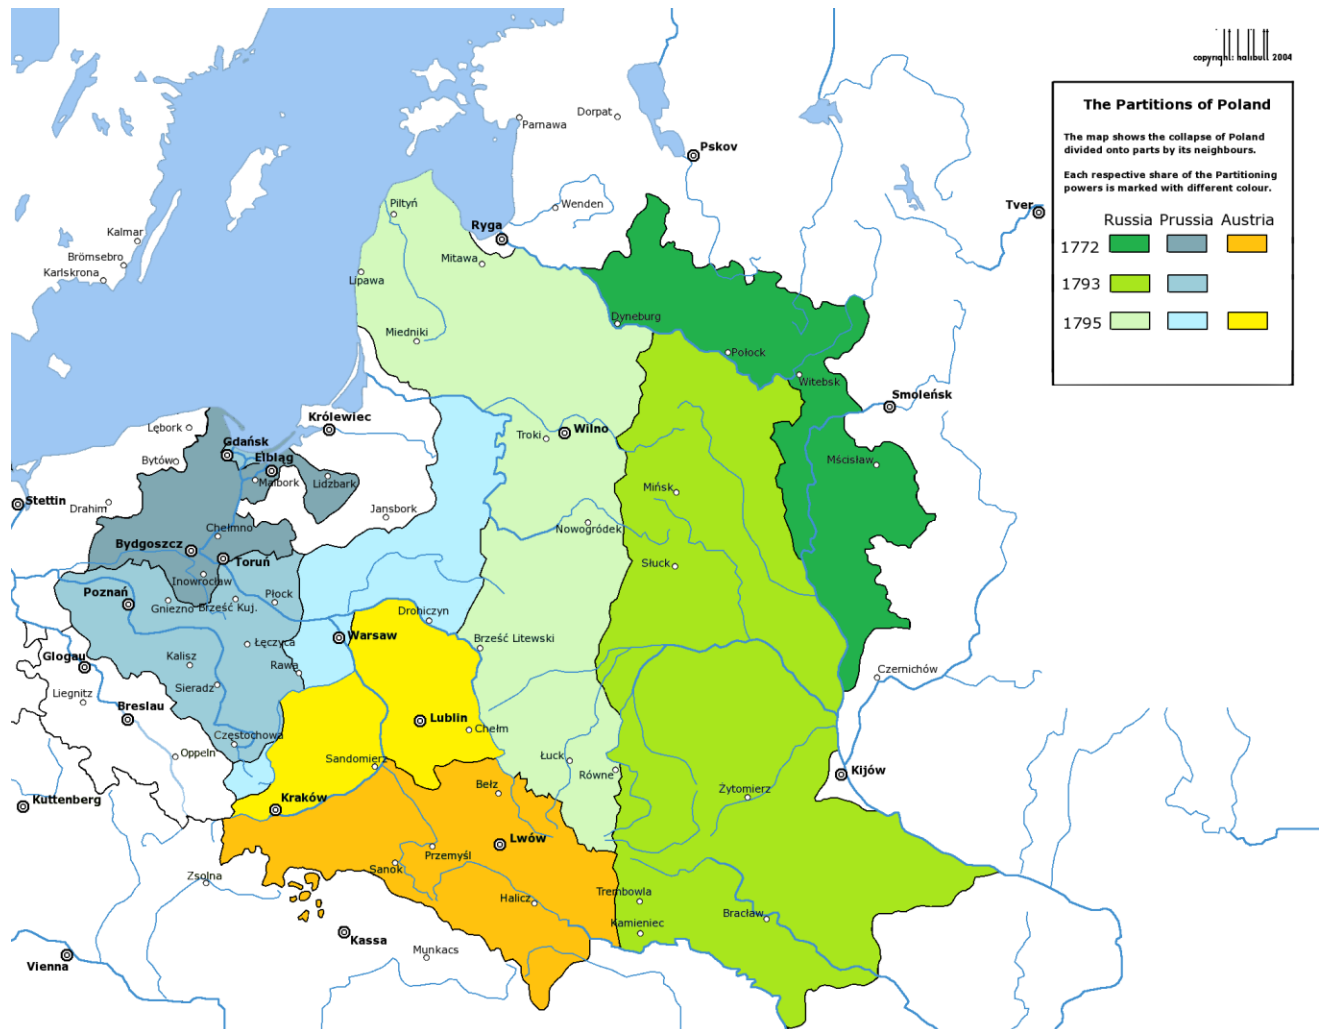 copyright: halibutt 2004
The Partitions of Poland
The map shows the collapse of Poland
divided onto parts by its neighbours.
Each respective share of the Partitioning
powers is marked with different colour.
Russia Prussia Austria
1772
1793
1795
Parnawa
Dorpat
Pskov
Piltyń
Wenden
Tver
Ryga
Kalmar
Brömsebro
Karlskrona
Mitawa
Lipawa
Miedniki
Dyneburg
Połock
Witebsk
Smoleńsk
Lębork
Królewiec
Gdańsk
Troki
Wilno
Bytów
Elbląg
Malbork
Lidzbark
Mścisław
Mińsk
Stettin
Drahim
Jansbork
Chełmno
Nowogródek
Bydgoszcz
Toruń
Słuck
Inowrocław
Poznań
Gniezno
Brześć Kuj.
Płock
Drohiczyn
Warsaw
Brześć Litewski
Łęczyca
Kalisz
Rawa
Glogau
Czernichów
Liegnitz
Sieradz
Breslau
Lublin
Chełm
Częstochowa
Oppeln
Sandomierz
Łuck
Równe
Kijów
Bełz
Żytomierz
Kuttenberg
Kraków
Lwów
Przemyśl
Sanok
Zsolna
Trembowla
Halicz
Bracław
Kamieniec
Kassa
Munkacs
Vienna